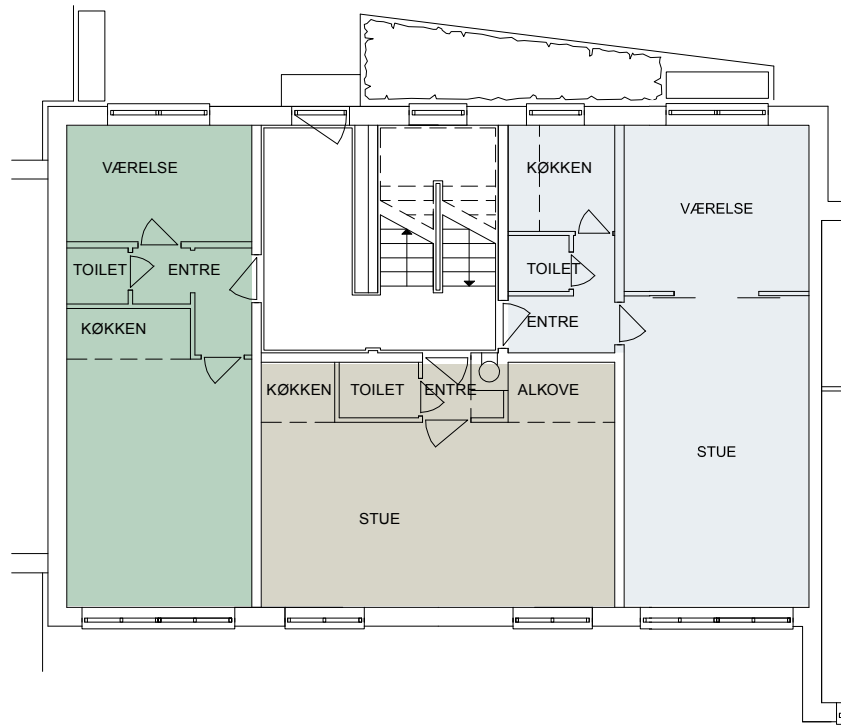 VÆRELSE
TOILET
ENTRE
KØKKEN
KØKKEN
VÆRELSE
TOILET
ENTRE
KØKKEN
TOILET
ENTRE
ALKOVE
STUE
STUE